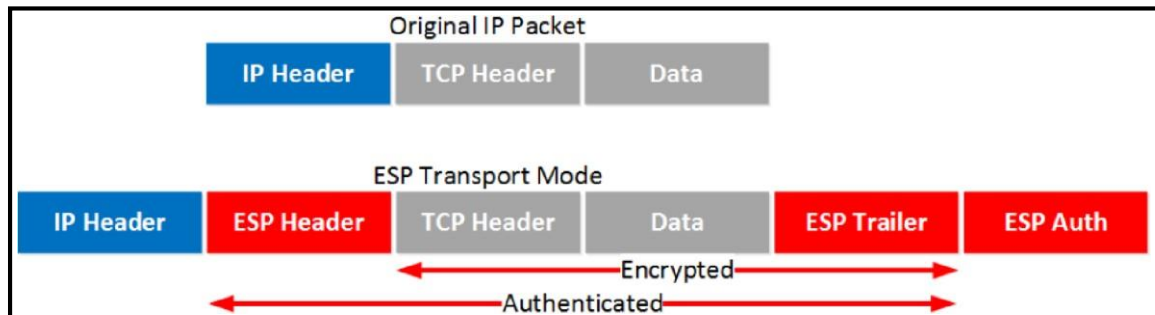 Original IP Packet
IP Header TCP Header Data
ESP Transport Mode
IP Header ESP Header TCP Header Data ESP Trailer ESP Auth
Encrypted
Authenticated